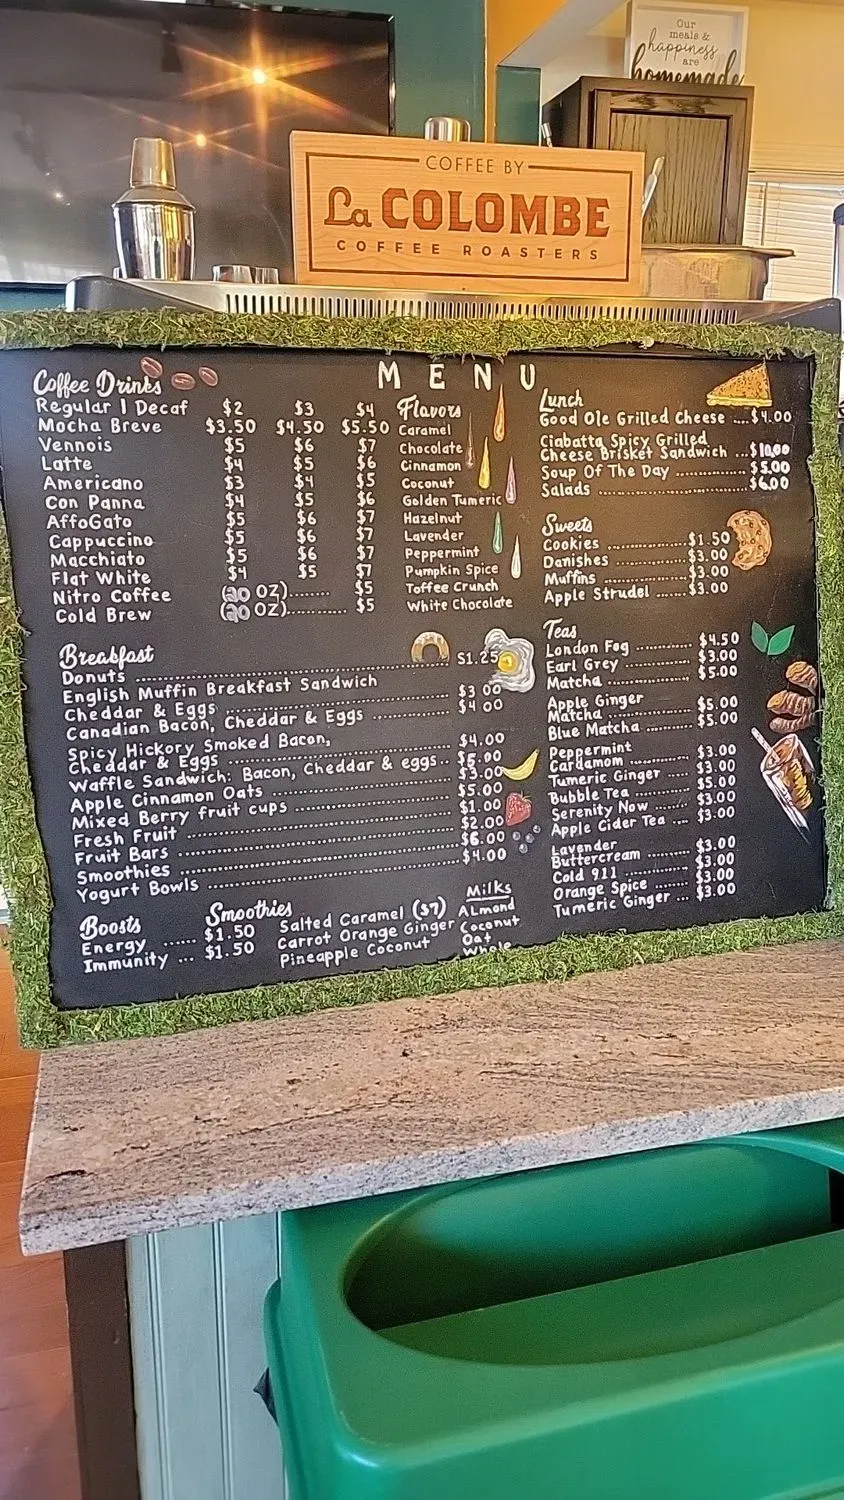 Our
meals &
happiness
are
homemade
COFFEE BY
La COLOMBE
COFFEE ROASTERS
MENU
Coffee Drinks
Regular | Decaf $2 $3 $4
Mocha Breve $3.50 $4.50 $5.50
Vennois $5 $6 $7
Latte $4 $5 $6
Americano $3 $4 $5
Con Panna $4 $5 $6
AffoGato $5 $6 $7
Cappuccino $5 $6 $7
Macchiato $5 $6 $7
Flat White $4 $5 $7
Nitro Coffee (20 OZ)........ $5
Cold Brew (20 OZ)............ $5
Flavors
Caramel
Chocolate
Cinnamon
Coconut
Golden Tumeric
Hazelnut
Lavender
Peppermint
Pumpkin Spice
Toffee Crunch
White Chocolate
Lunch
Good Ole Grilled Cheese .... $4.00
Ciabatta Spicy Grilled
Cheese Brisket Sandwich ... $10.00
Soup Of The Day ................ $5.00
Salads ................................ $6.00
Sweets
Cookies .................. $1.50
Danishes ................ $3.00
Muffins ................... $3.00
Apple Strudel ......... $3.00
Breakfast
Donuts ................................ $1.25
English Muffin Breakfast Sandwich
Cheddar & Eggs ................ $3.00
Canadian Bacon, Cheddar & Eggs ................ $4.00
Spicy Hickory Smoked Bacon,
Cheddar & Eggs ................ $4.00
Waffle Sandwich: Bacon, Cheddar & eggs.. $5.00
Apple Cinnamon Oats ................ $3.00
Mixed Berry fruit cups ................ $5.00
Fresh Fruit ................ $1.00
Fruit Bars ................ $2.00
Smoothies ................ $6.00
Yogurt Bowls ................ $4.00
Teas
London Fog ............. $4.50
Earl Grey ............... $3.00
Matcha .................. $5.00
Apple Ginger
Matcha .................. $5.00
Blue Matcha ........... $5.00
Peppermint
Cardamom .............. $3.00
Tumeric Ginger ..... $3.00
Bubble Tea ............ $5.00
Serenity Now ......... $3.00
Apple Cider Tea .... $3.00
Lavender
Buttercream ......... $3.00
Cold 911 ............... $3.00
Orange Spice ........ $3.00
Tumeric Ginger ... $3.00
Boosts
Energy ...... $1.50
Immunity ... $1.50
Smoothies
Salted Caramel ($7)
Carrot Orange Ginger
Pineapple Coconut
Milks
ALmond
Coconut
Oat
Whole